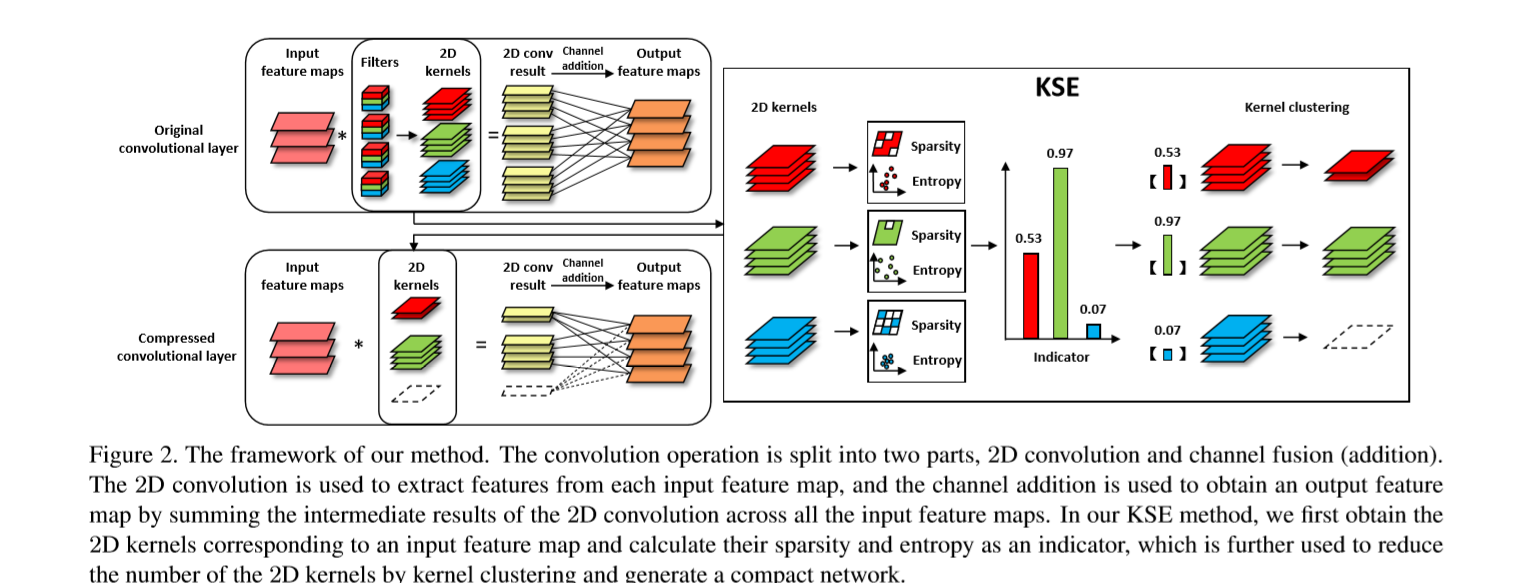 Input
feature maps
Filters
2D
kernels
2D conv
result
Channel
addition
Output
feature maps
Original
convolutional layer
*
=
Input
feature maps
2D
kernels
2D conv
result
Channel
addition
Output
feature maps
Compressed
convolutional layer
*
=
KSE
2D kernels
Kernel clustering
Sparsity
Entropy
Sparsity
Entropy
Sparsity
Entropy
0.53
0.97
0.07
Indicator
0.53
【 】
0.97
【 】
0.07
【 】
Figure 2. The framework of our method. The convolution operation is split into two parts, 2D convolution and channel fusion (addition).
The 2D convolution is used to extract features from each input feature map, and the channel addition is used to obtain an output feature
map by summing the intermediate results of the 2D convolution across all the input feature maps. In our KSE method, we first obtain the
2D kernels corresponding to an input feature map and calculate their sparsity and entropy as an indicator, which is further used to reduce
the number of the 2D kernels by kernel clustering and generate a compact network.